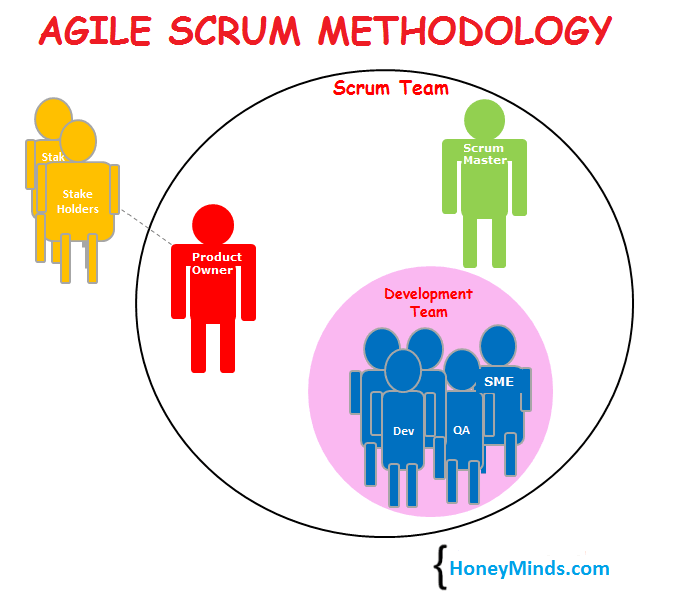 AGILE SCRUM METHODOLOGY
Scrum Team
Scrum
Master
Stak
Stake
Holders
Product
Owner
Development
Team
SME
Dev
QA
{ HoneyMinds.com